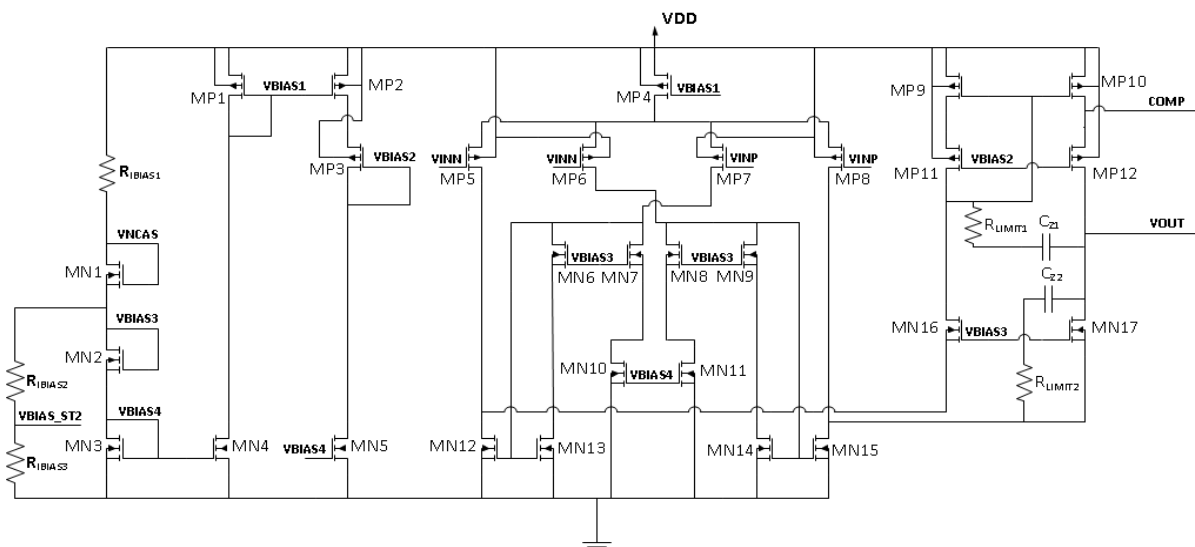 VDD
MP1
VBIAS1
MP2
MP4
VBIAS1
MP9
MP10
COMP
RIBIAS1
MP3
VBIAS2
VINN
MP5
VINN
MP6
VINP
MP7
VINP
MP8
MP11
VBIAS2
MP12
VNCAS
MN1
RLIMIT1
CZ1
VOUT
MN6
VBIAS3
MN7
MN8
VBIAS3
MN9
CZ2
VBIAS3
MN2
MN16
VBIAS3
MN17
RIBIAS2
MN10
VBIAS4
MN11
RLIMIT2
VBIAS_ST2
VBIAS4
MN3
MN4
VBIAS4
MN5
MN12
MN13
MN14
MN15
RIBIAS3